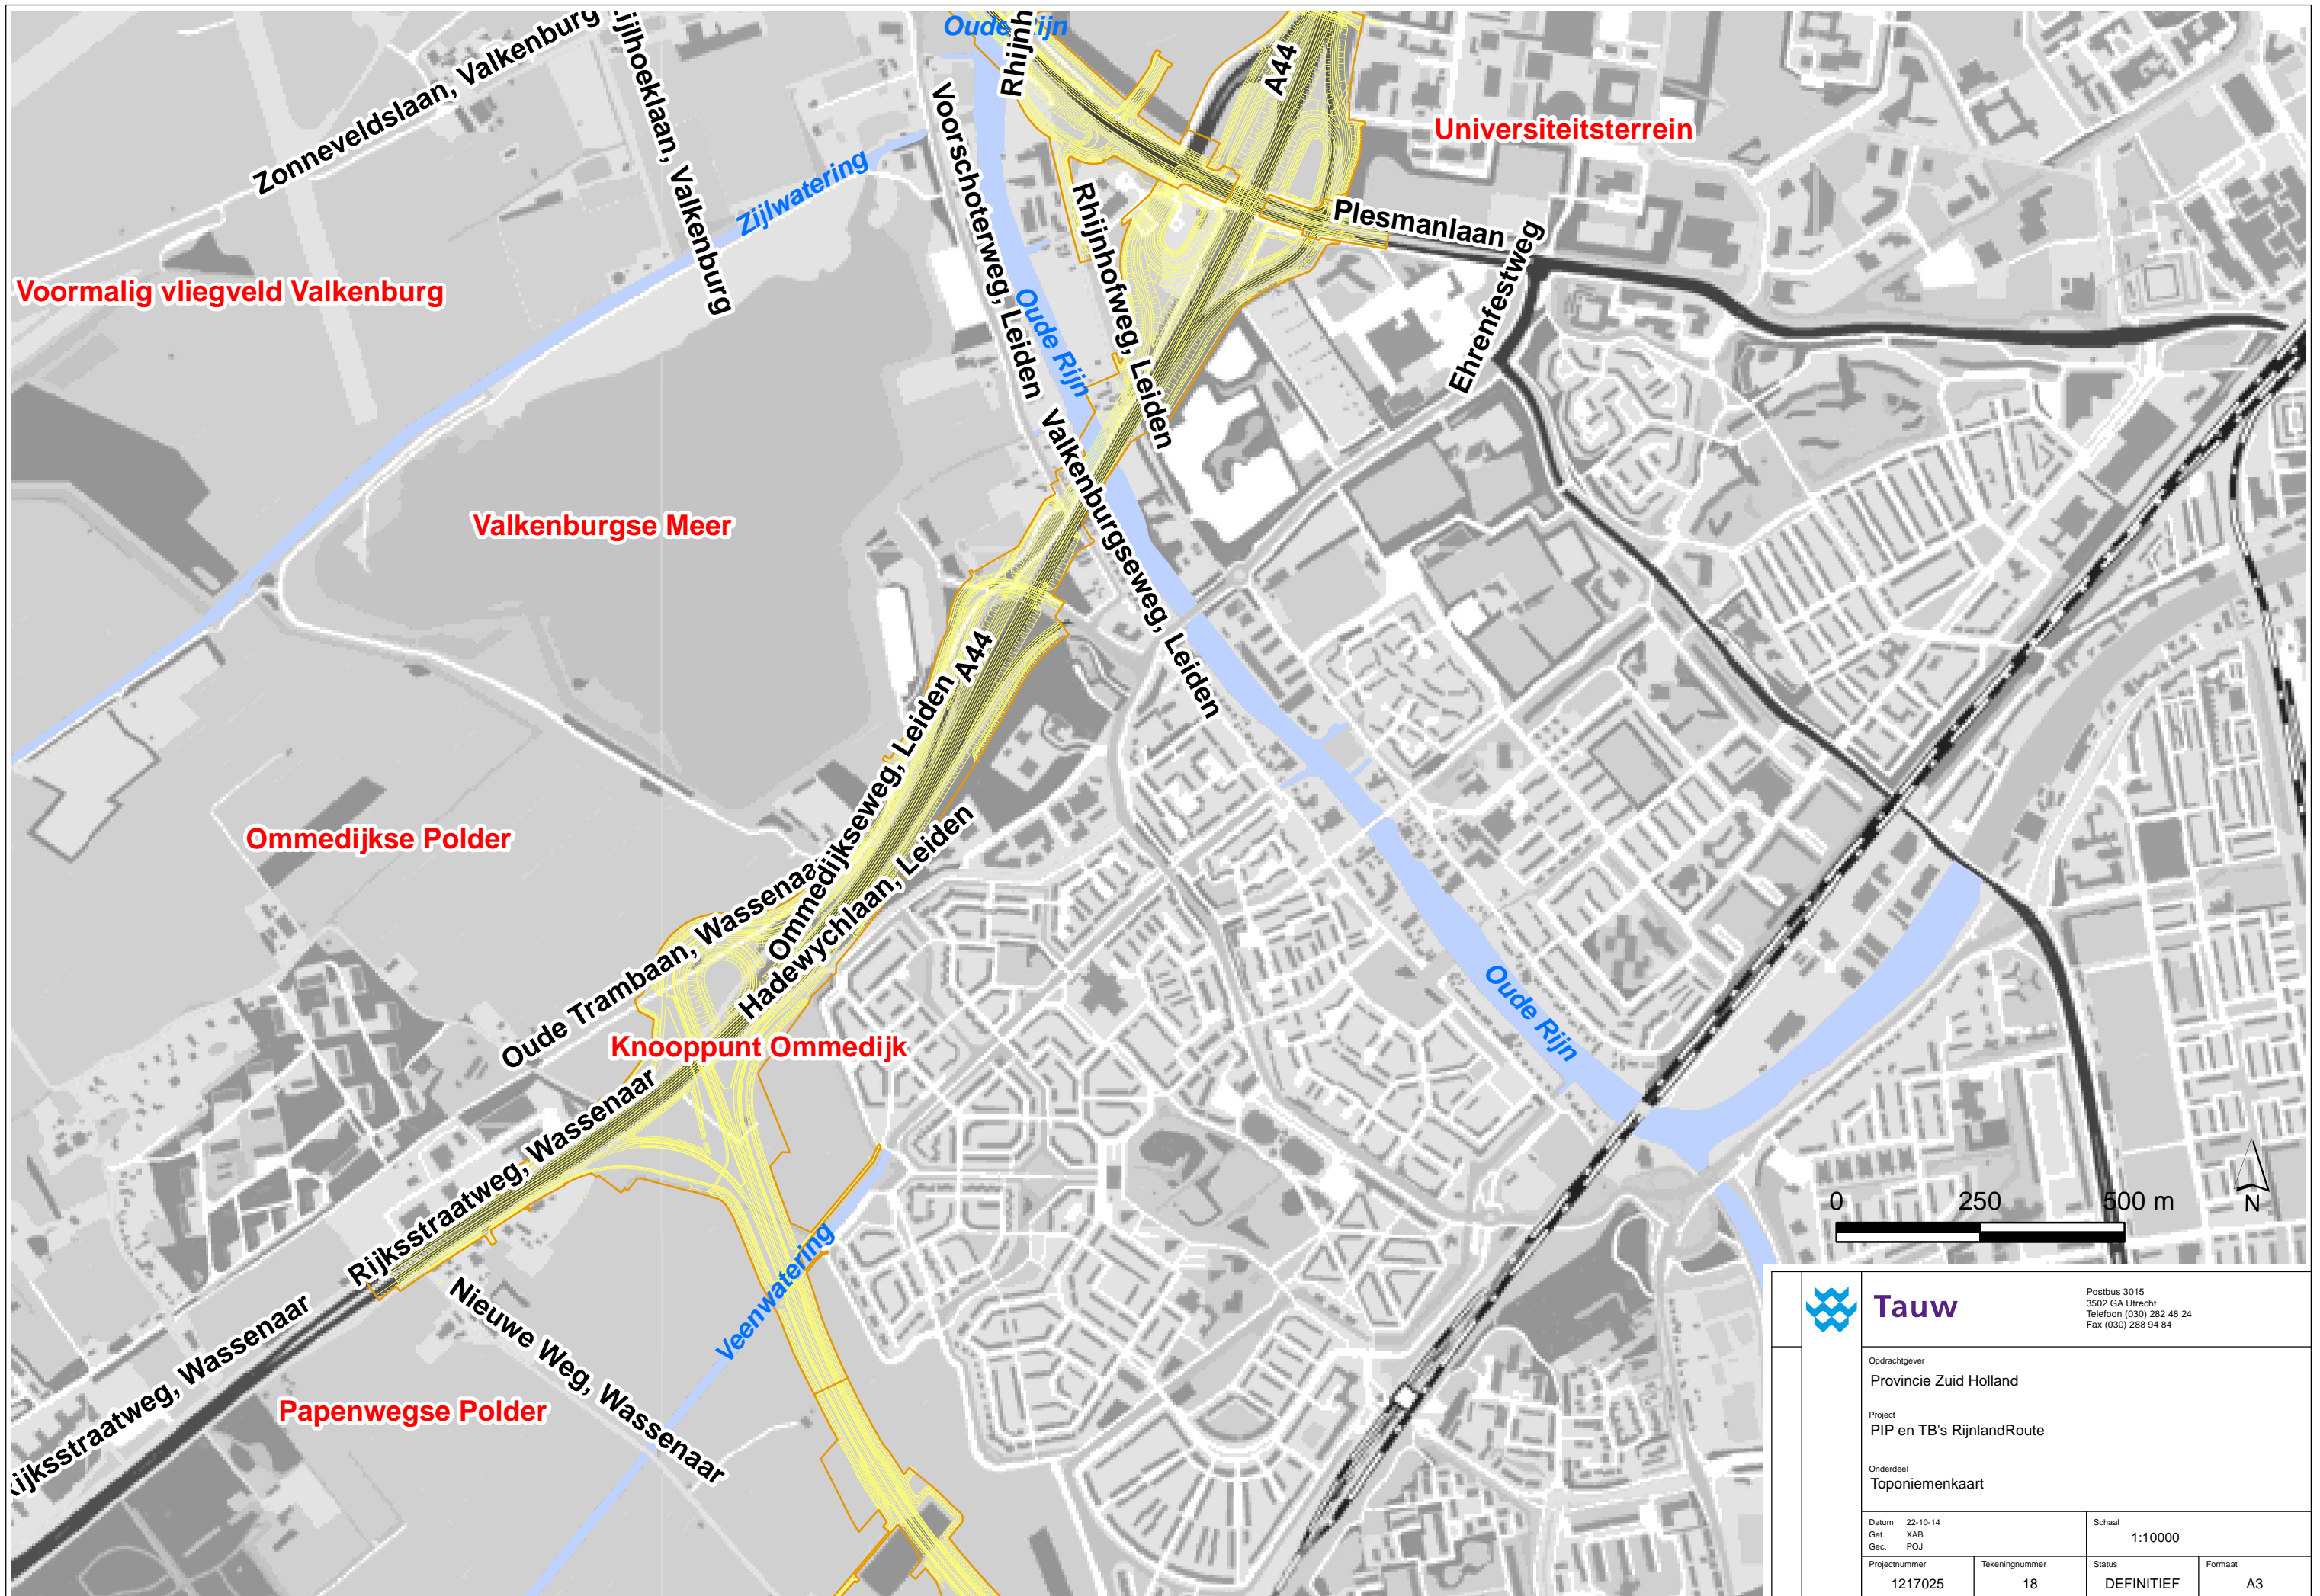 Oude Rijn
A44
Universiteitsterrein
Zonneveldslaan, Valkenburg
Zijlhoeklaan, Valkenburg
Zijlwatering
Voorschoterweg, Leiden
Rhijnhofweg, Leiden
Plesmanlaan
Ehrenfestweg
Voormalig vliegveld Valkenburg
Oude Rijn
Valkenburgseweg, Leiden
Valkenburgse Meer
A44
Ommedijkseweg, Leiden
Ommedijkse Polder
Hadewychlaan, Leiden
Oude Trambaan, Wassenaar
Knooppunt Ommedijk
Oude Rijn
Rijksstraatweg, Wassenaar
Nieuwe Weg, Wassenaar
Veenwatering
Rijksstraatweg, Wassenaar
Papenwegse Polder
0 250 500 m
N
Tauw
Postbus 3015
3502 GA Utrecht
Telefoon (030) 282 48 24
Fax (030) 288 94 84
Opdrachtgever
Provincie Zuid Holland
Project
PIP en TB's RijnlandRoute
Onderdeel
Toponiemenkaart
Datum 22-10-14
Get. XAB
Gec. POJ
Schaal
1:10000
Projectnummer
1217025
Tekeningnummer
18
Status
DEFINITIEF
Formaat
A3